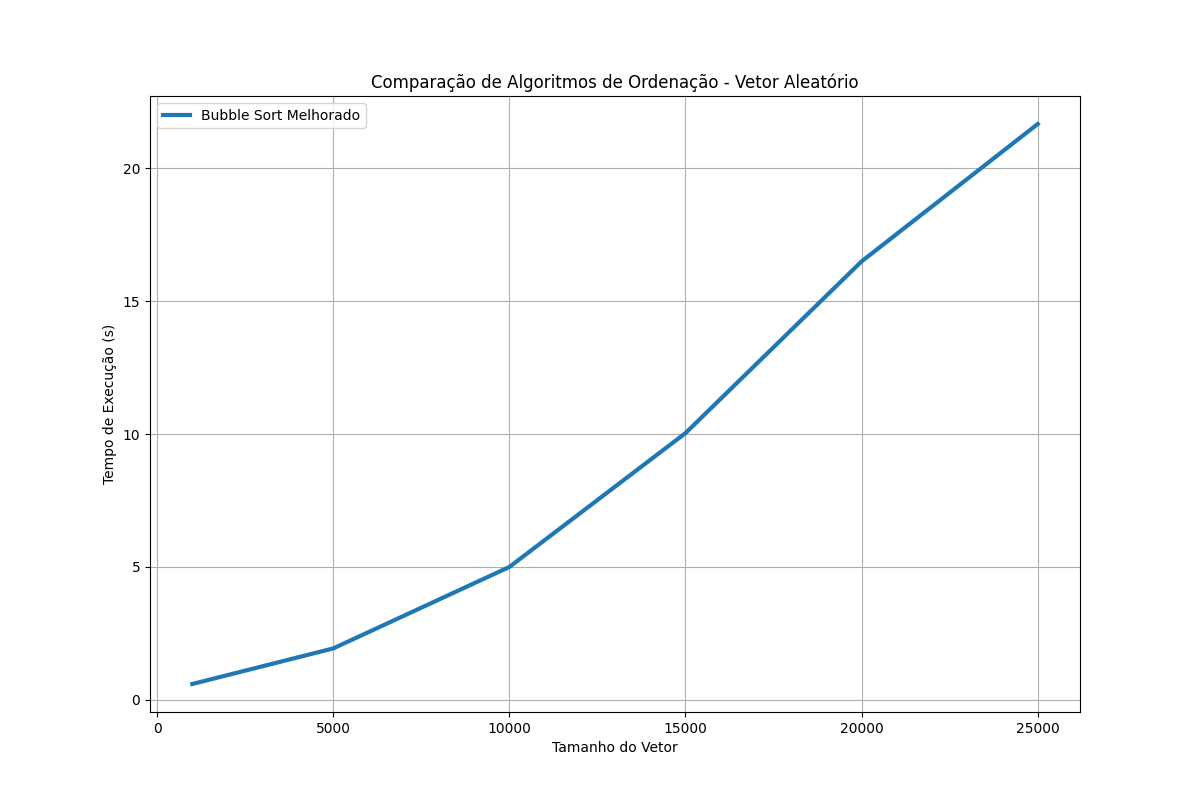 Comparação de Algoritmos de Ordenação - Vetor Aleatório
Bubble Sort Melhorado
Tempo de Execução (s)
20
15
10
5
0
0
5000
10000
15000
20000
25000
Tamanho do Vetor